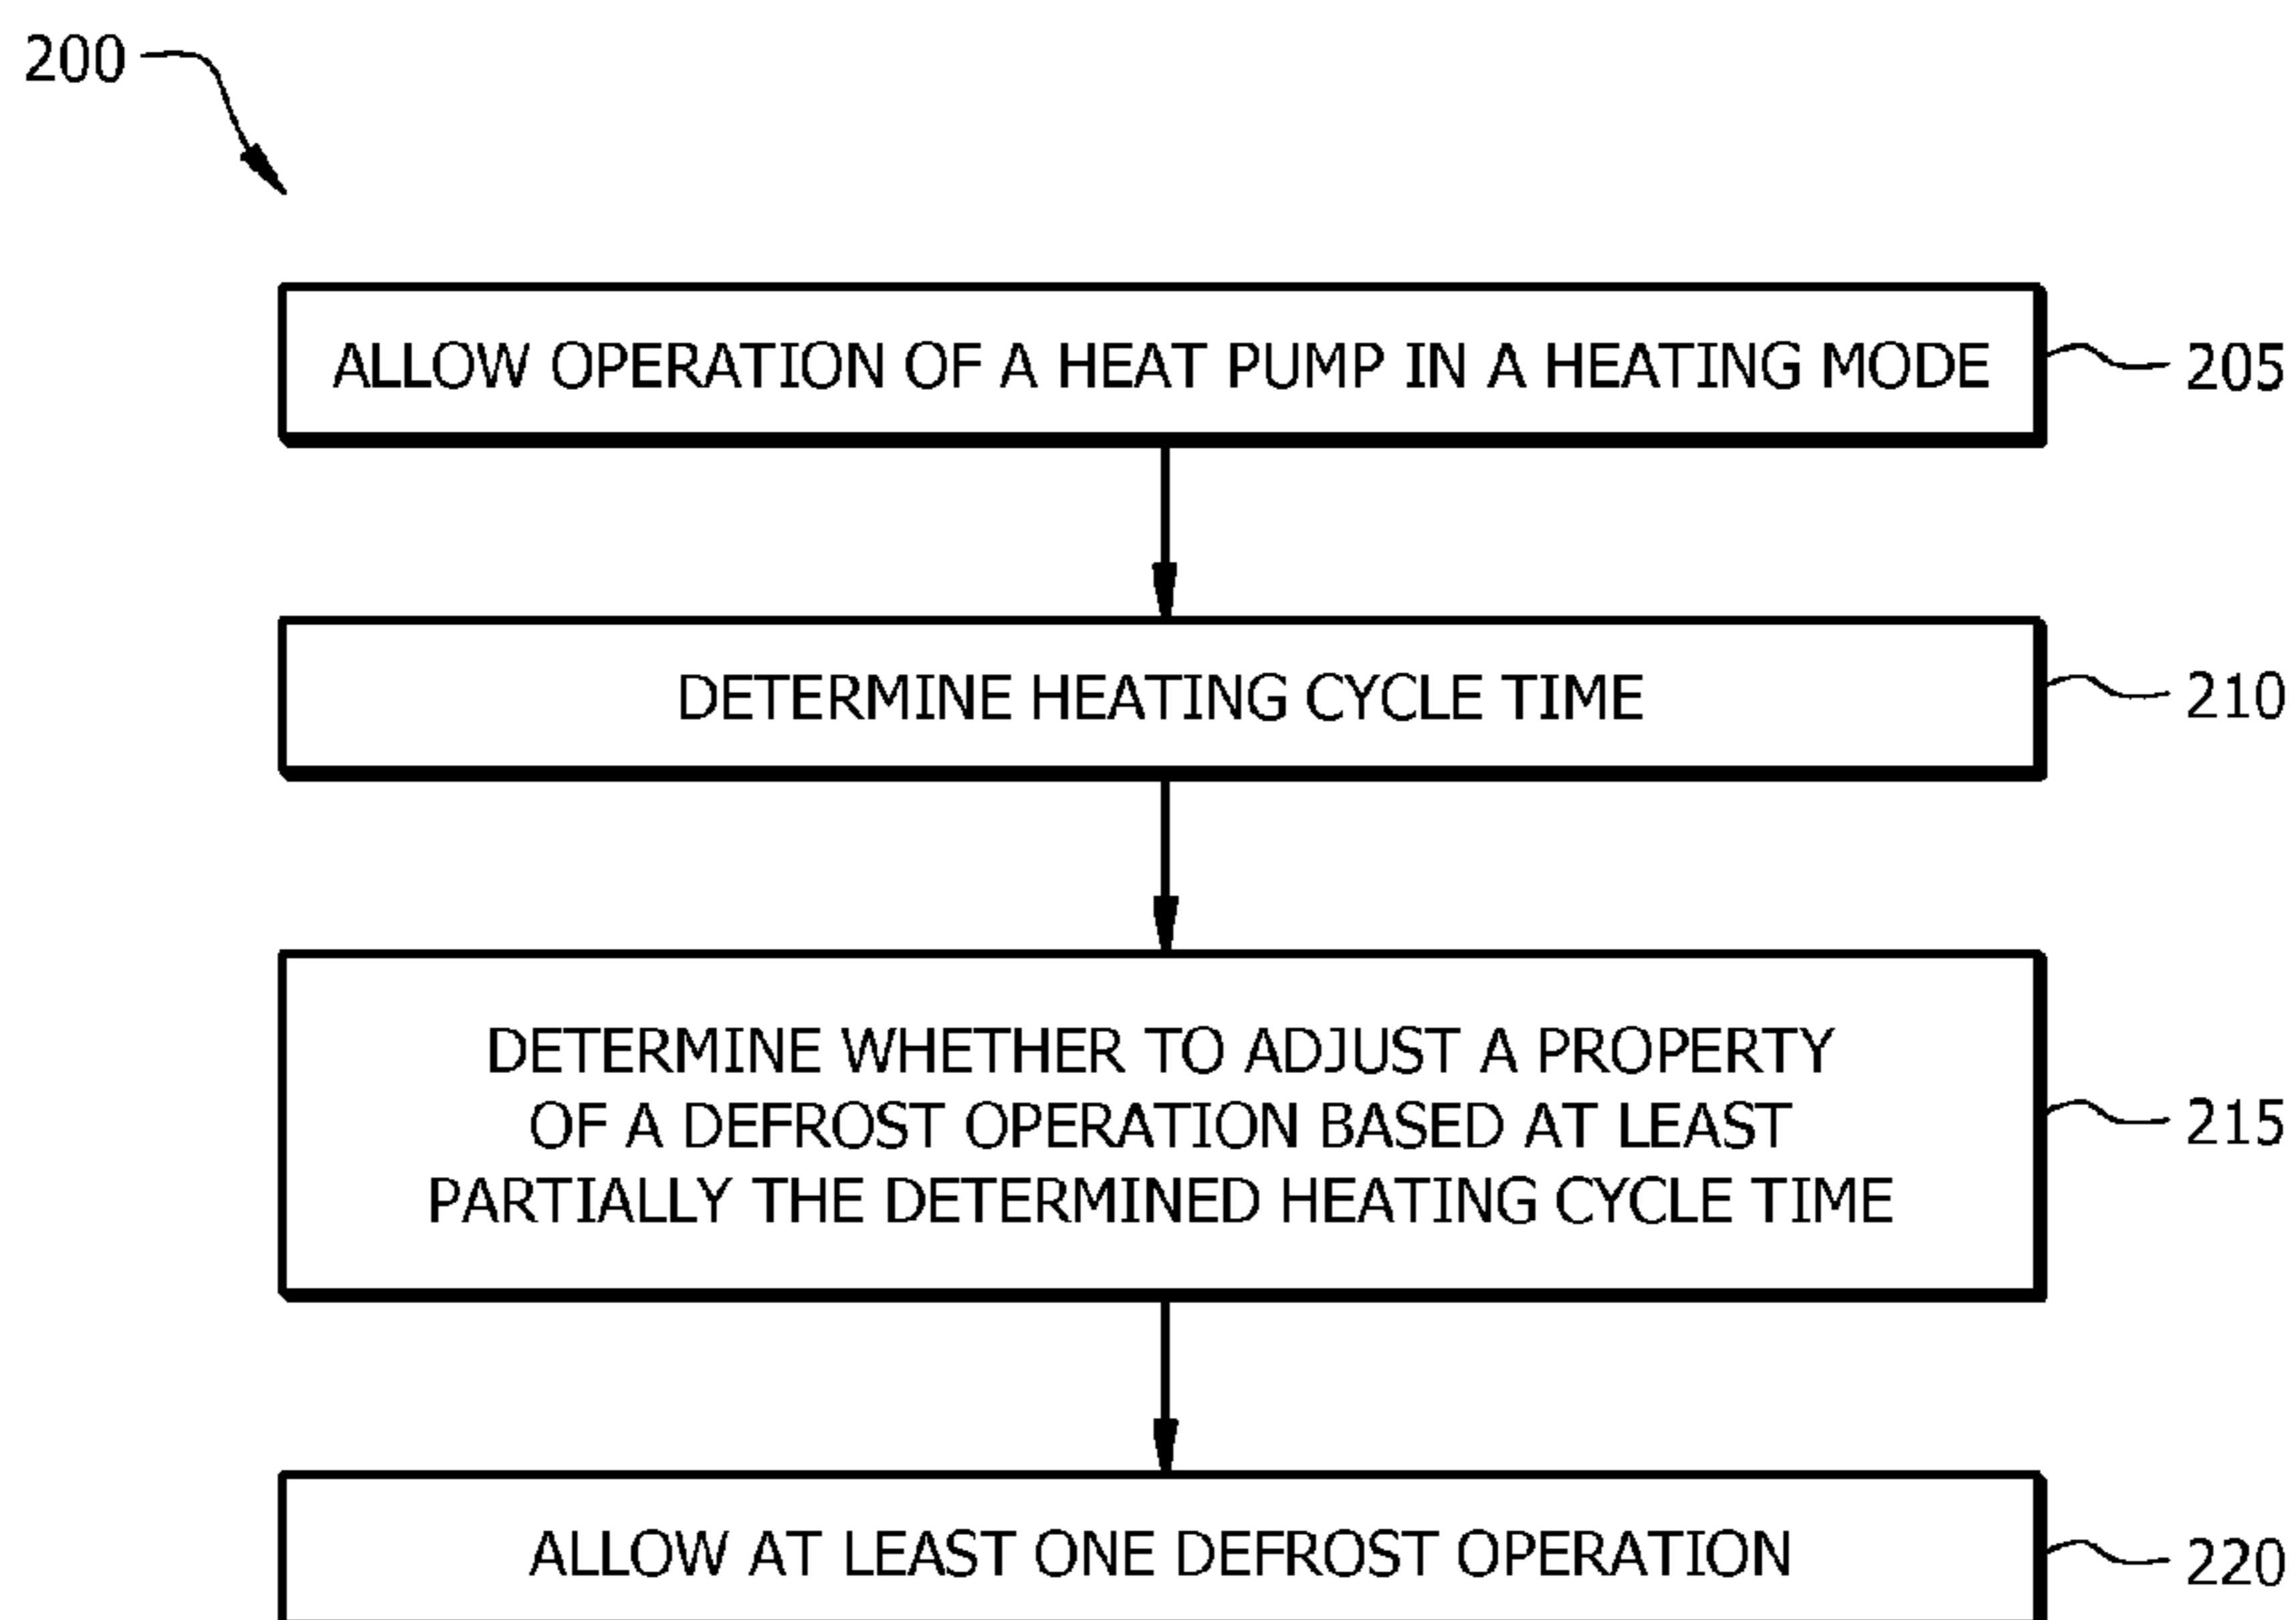 200
ALLOW OPERATION OF A HEAT PUMP IN A HEATING MODE
205
DETERMINE HEATING CYCLE TIME
210
DETERMINE WHETHER TO ADJUST A PROPERTY
OF A DEFROST OPERATION BASED AT LEAST
PARTIALLY THE DETERMINED HEATING CYCLE TIME
215
ALLOW AT LEAST ONE DEFROST OPERATION
220